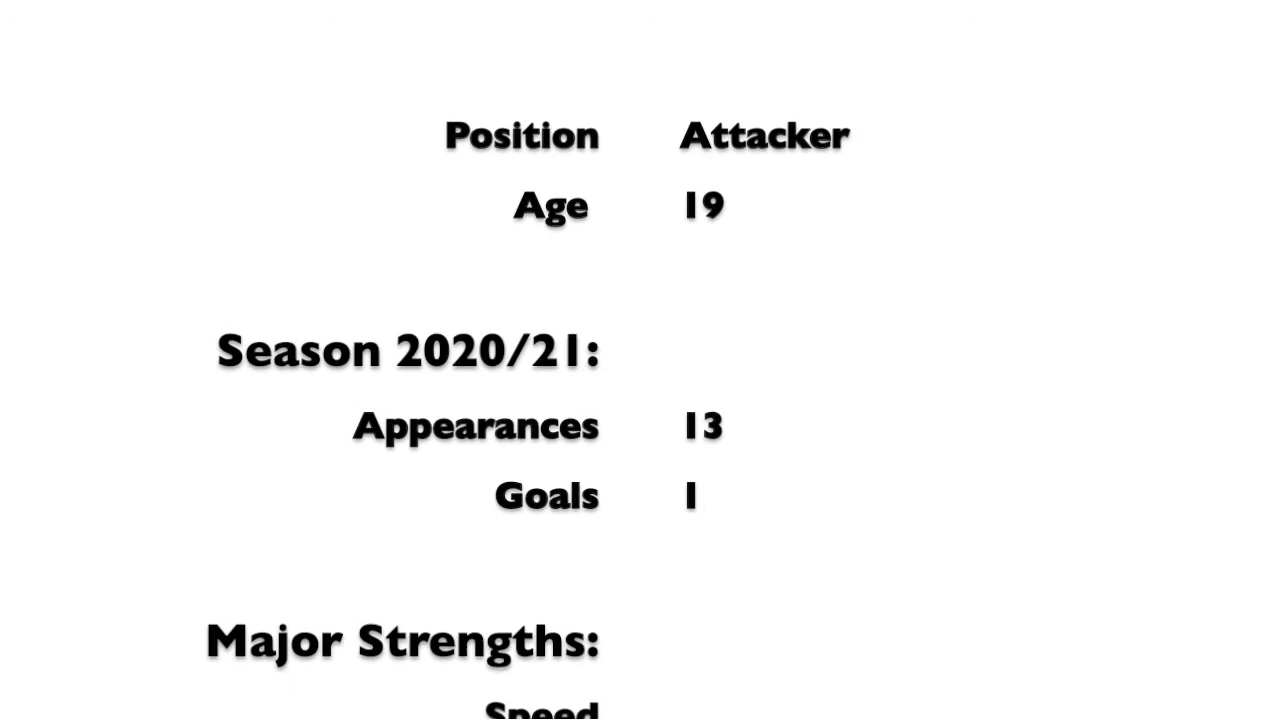 Position Attacker
Age 19
Season 2020/21:
Appearances 13
Goals 1
Major Strengths:
Speed